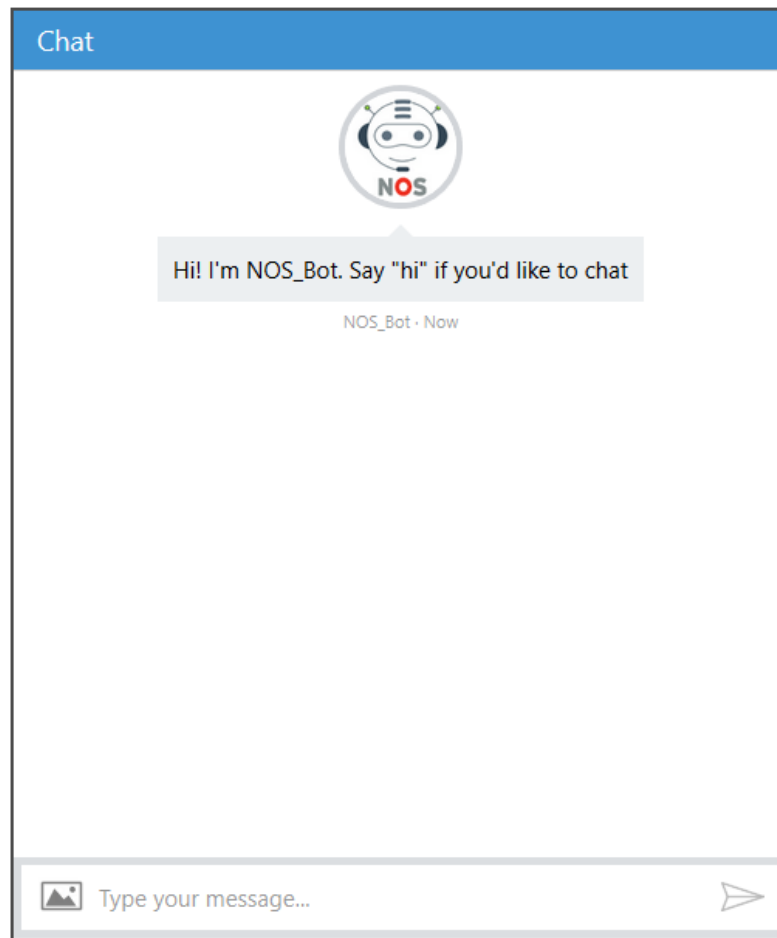 Chat
NOS
Hi! I'm NOS_Bot. Say "hi" if you'd like to chat
NOS_Bot · Now
Type your message...